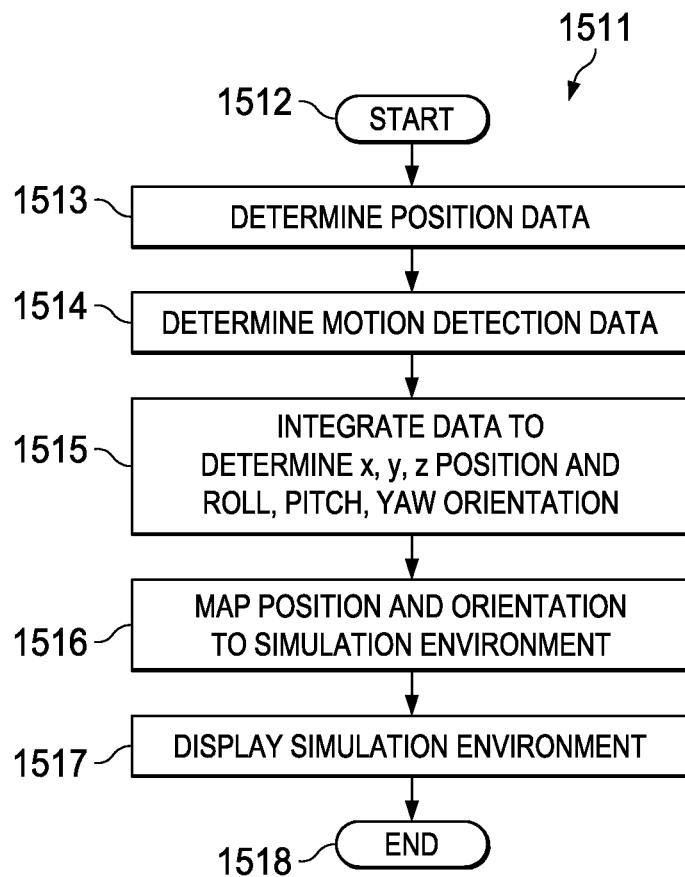 1511
1512
START
1513
DETERMINE POSITION DATA
1514
DETERMINE MOTION DETECTION DATA
1515
INTEGRATE DATA TO
DETERMINE x, y, z POSITION AND
ROLL, PITCH, YAW ORIENTATION
1516
MAP POSITION AND ORIENTATION
TO SIMULATION ENVIRONMENT
1517
DISPLAY SIMULATION ENVIRONMENT
1518
END